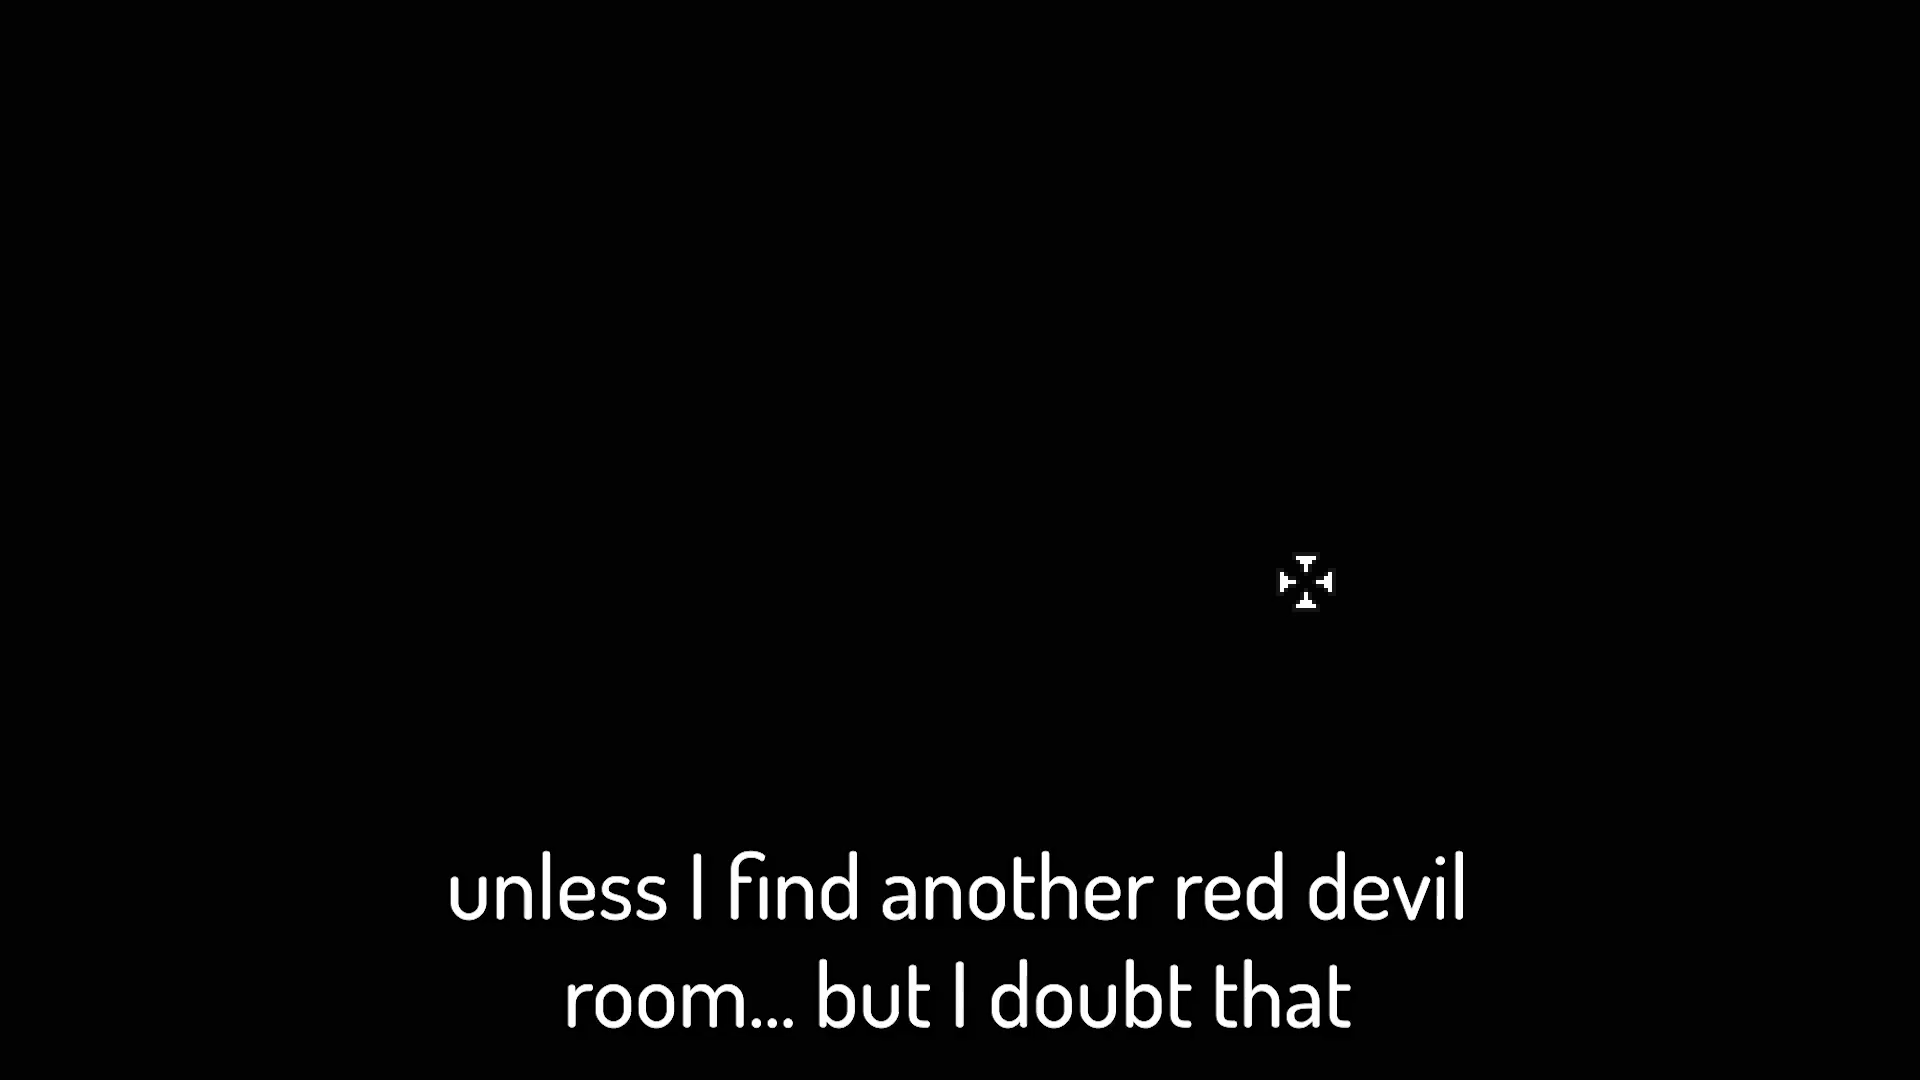 unless I find another red devil
room... but I doubt that